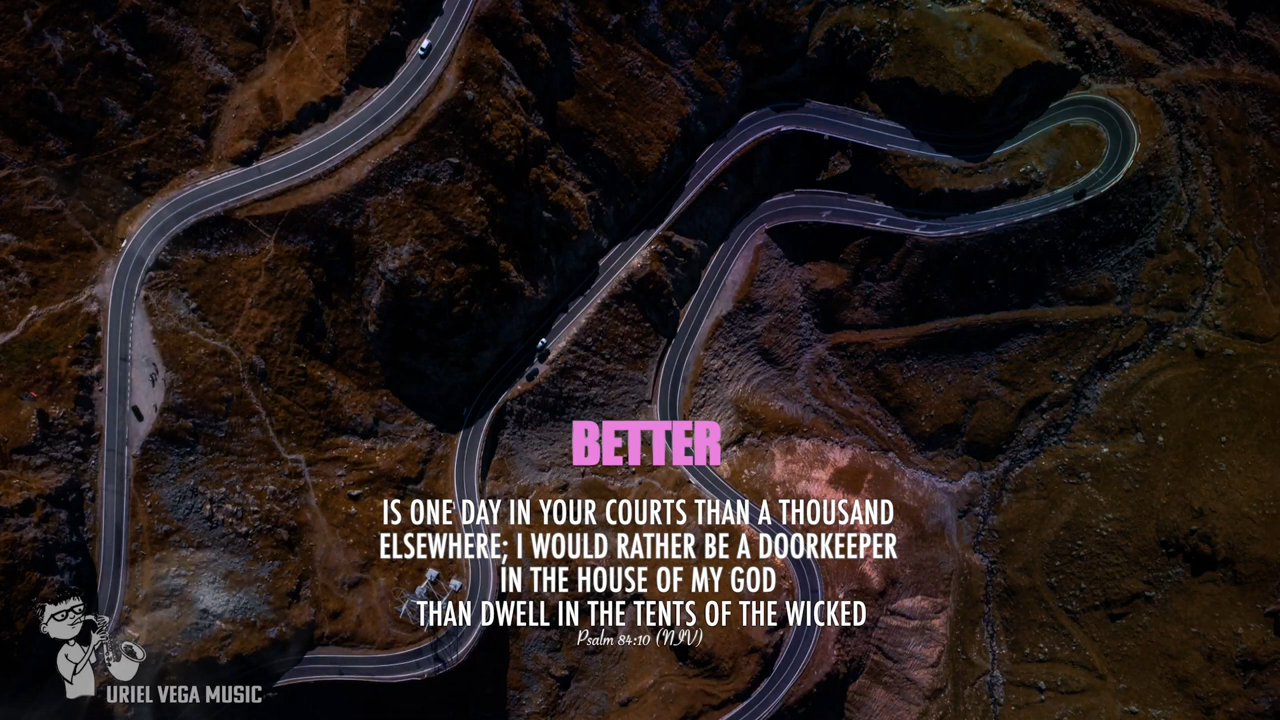 BETTER
IS ONE DAY IN YOUR COURTS THAN A THOUSAND
ELSEWHERE; I WOULD RATHER BE A DOORKEEPER
IN THE HOUSE OF MY GOD
THAN DWELL IN THE TENTS OF THE WICKED
Psalm 84:10 (NIV)
URIEL VEGA MUSIC